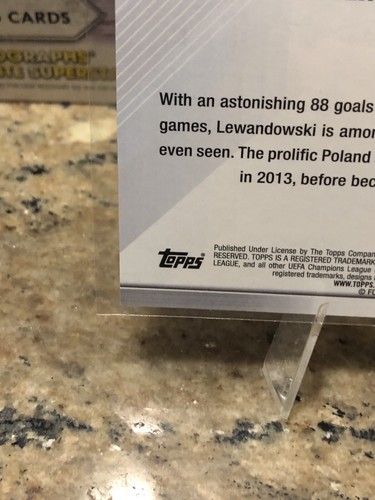 CARDS
With an astonishing 88 goals
games, Lewandowski is amon
even seen. The prolific Poland
in 2013, before bec
TOPPS
Published Under License by The Topps Compan
RESERVED. TOPPS IS A REGISTERED TRADEMARK
LEAGUE, and all other UEFA Champions League
registered trademarks, designs a
WWW.TOPPS.